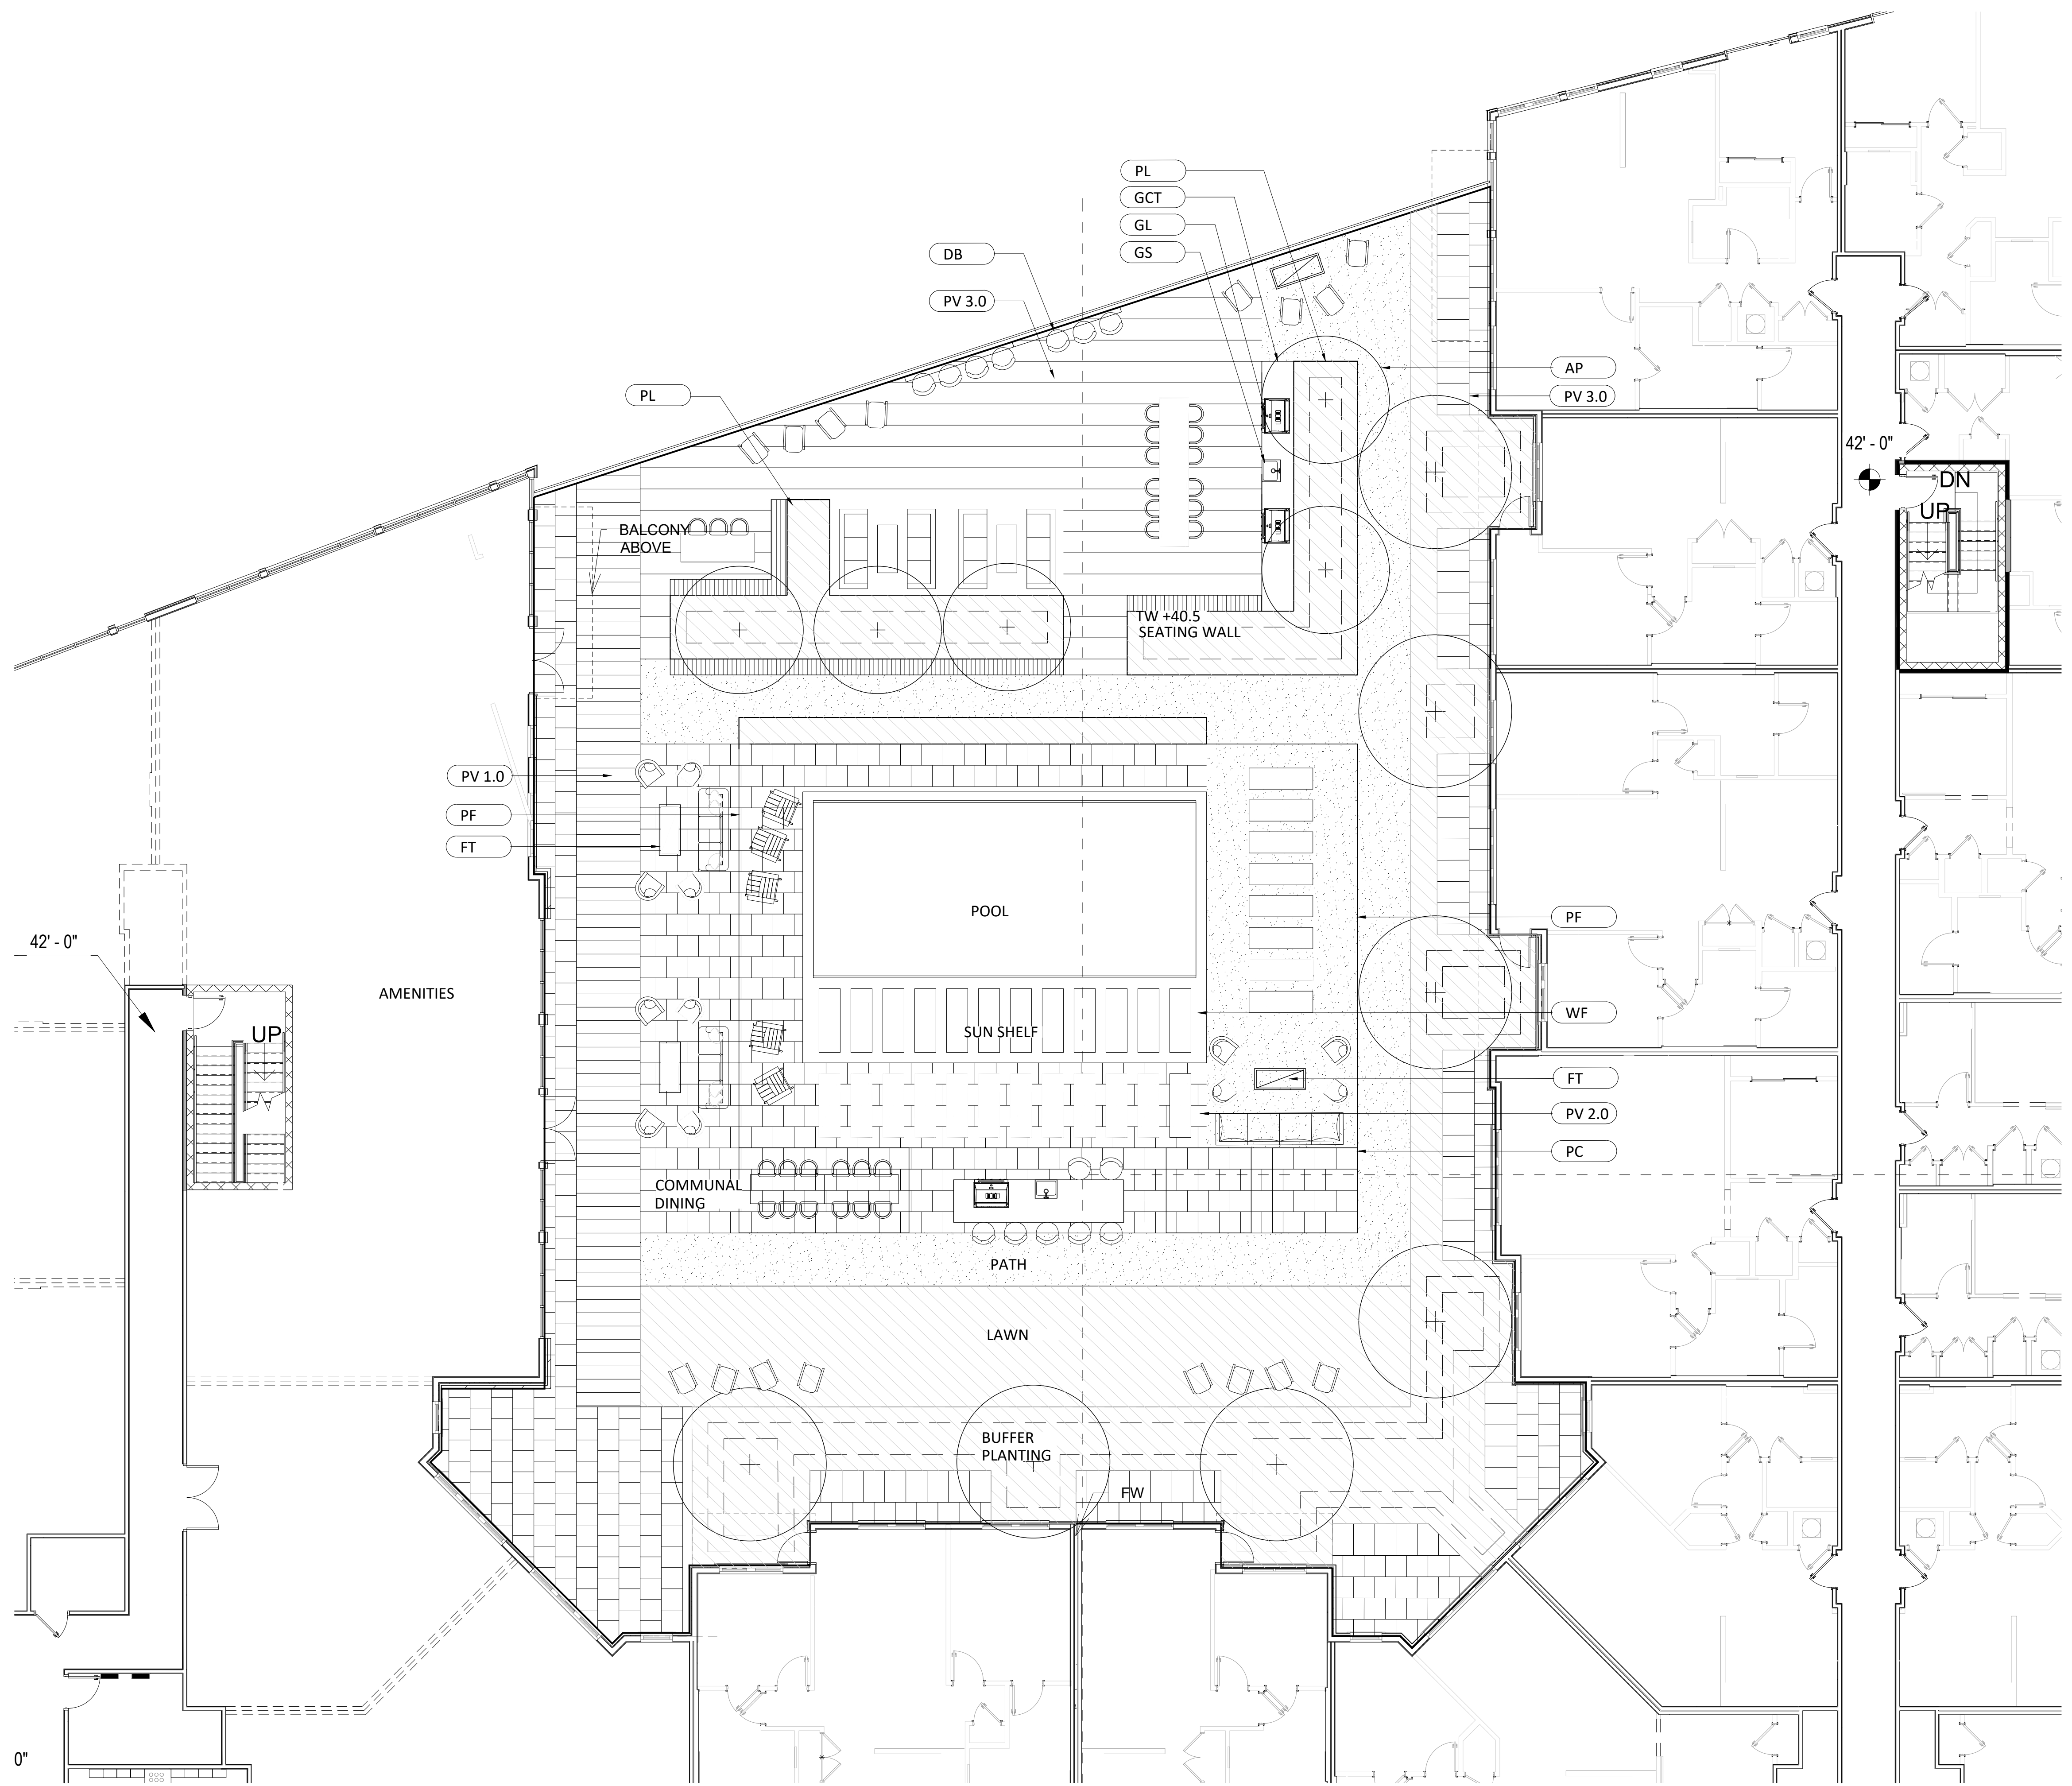 PL
GCT
GL
GS
DB
PV 3.0
AP
PV 3.0
PL
42' - 0"
DN
UP
BALCONY
ABOVE
TW +40.5
SEATING WALL
PV 1.0
PF
FT
POOL
PF
42' - 0"
AMENITIES
WF
UP
SUN SHELF
FT
PV 2.0
PC
COMMUNAL
DINING
PATH
LAWN
BUFFER
PLANTING
FW
0"